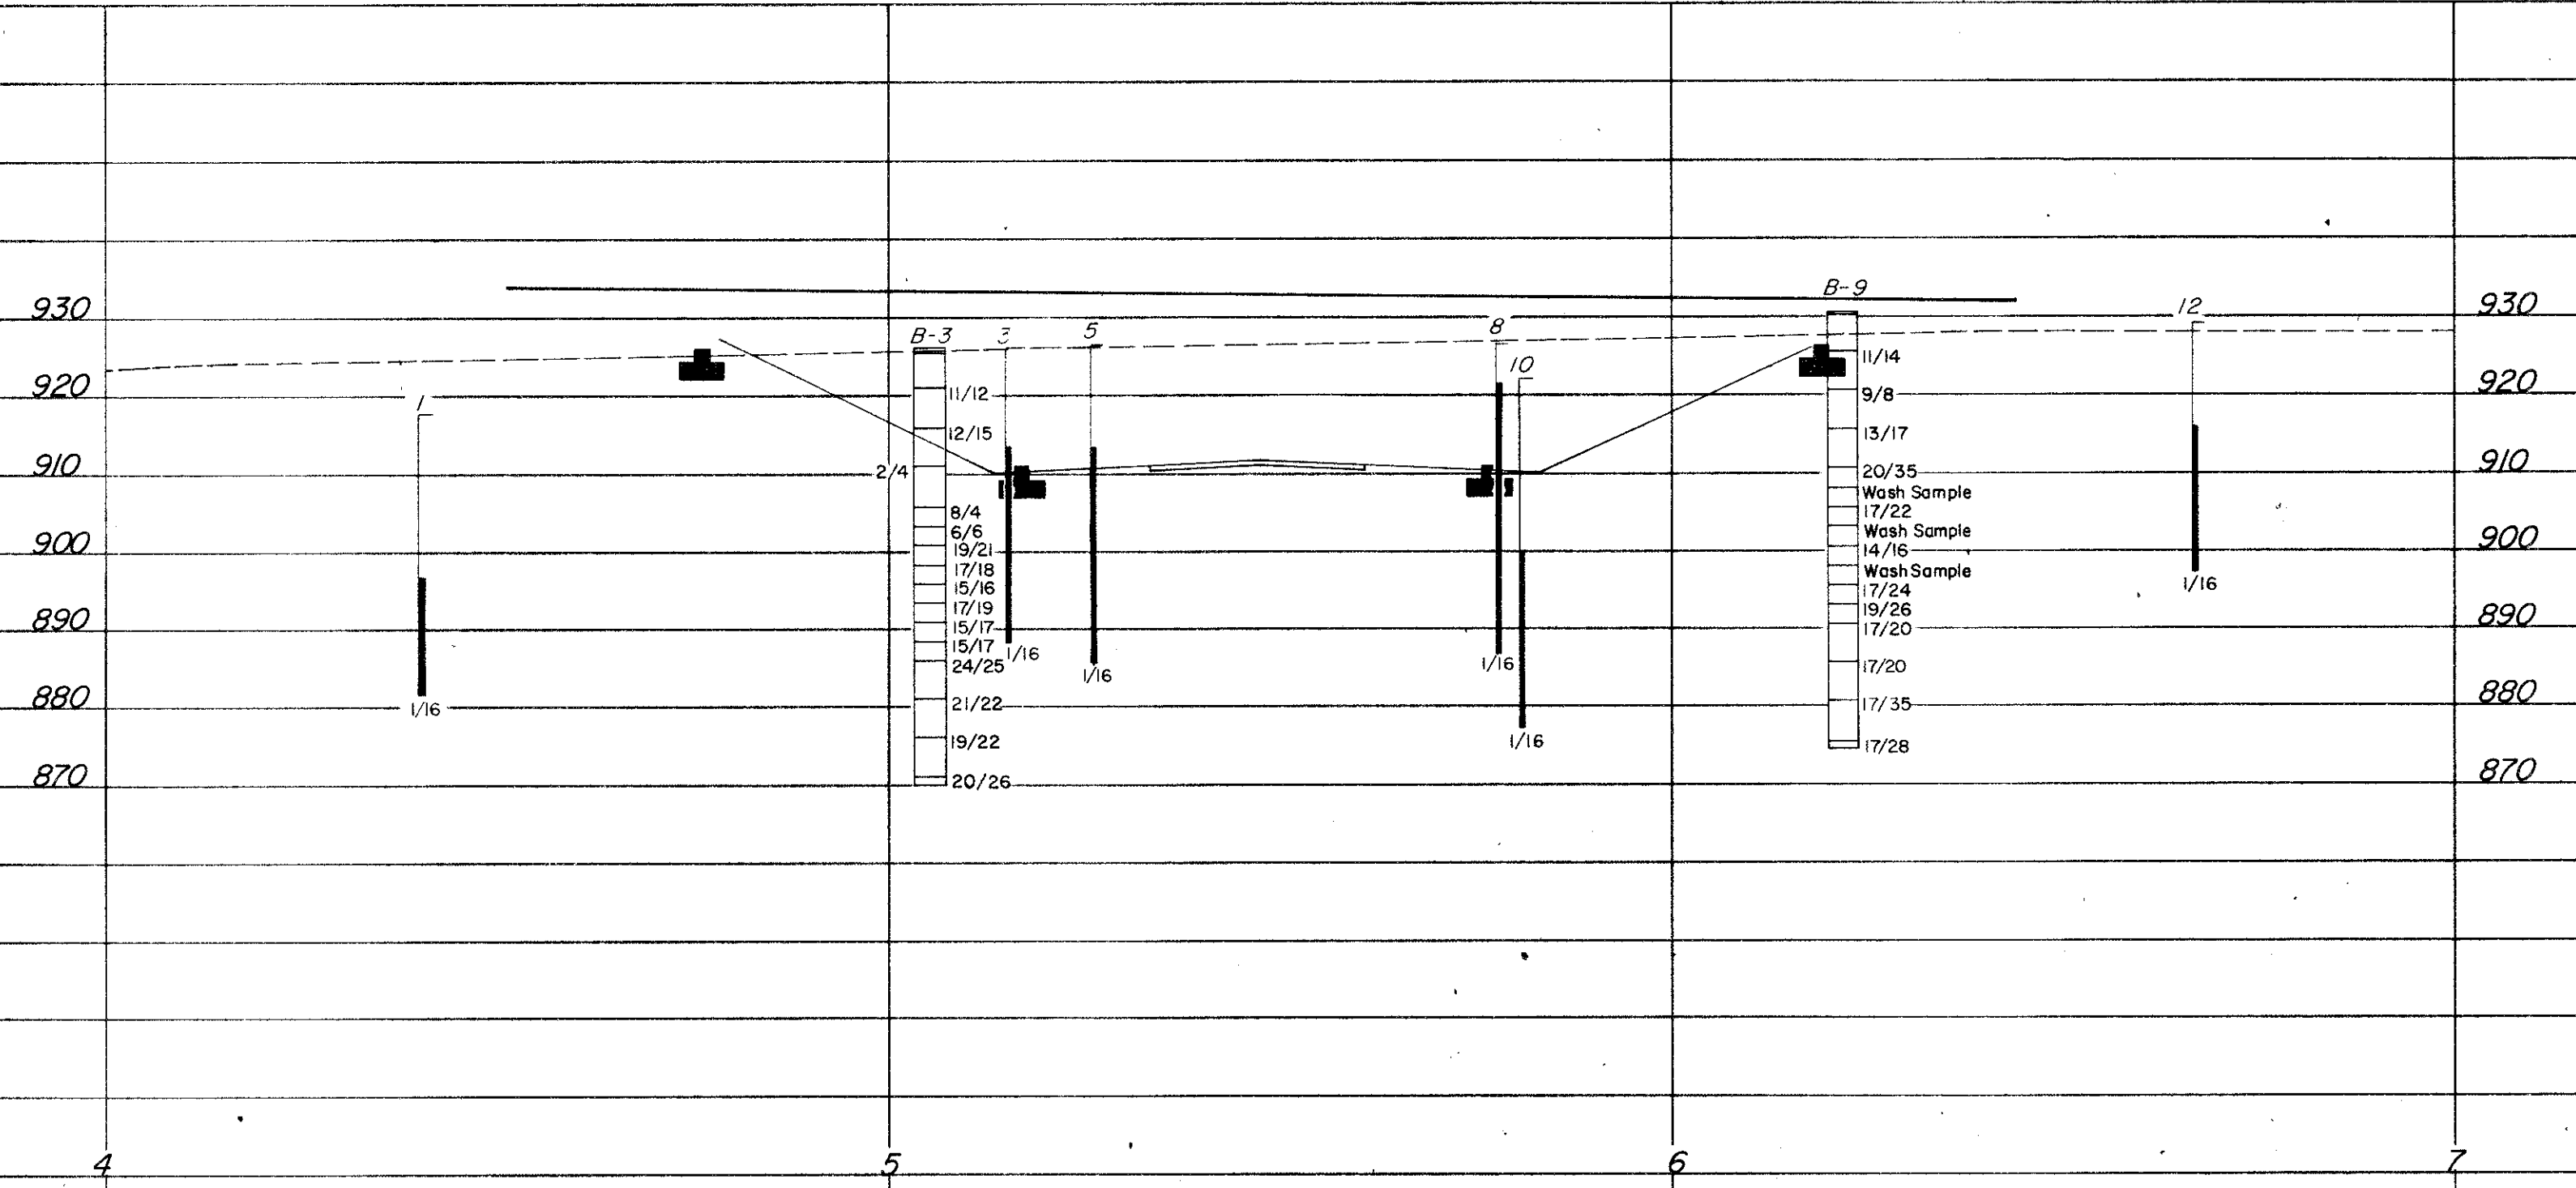 B-9
930 12 930
B-3 3 5 8
10 11/14
920 11/12 9/8 920
1
12/15 13/17
910 2/4 20/35 910
Wash Sample
8/4 17/22
6/6 Wash Sample
900 19/21 14/16 900
17/18 Wash Sample
15/16 17/24 1/16
17/19 19/26
890 15/17 17/20 890
15/17 1/16
24/25 1/16 1/16 17/20
880 1/16 21/22 17/35 880
19/22 1/16 17/28
870 20/26 870
4 5 6 7